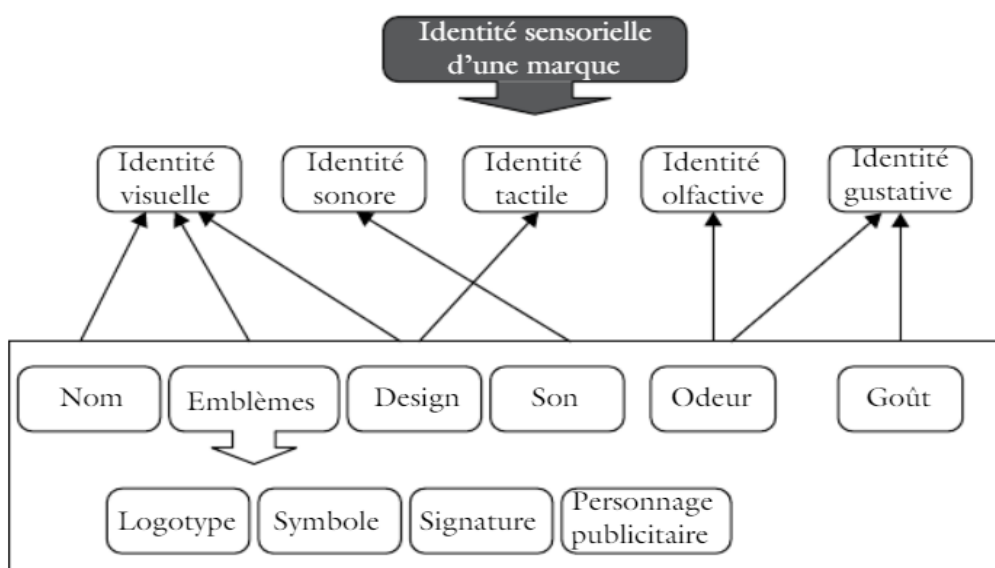 Identité sensorielle
d'une marque
Identité
visuelle
Identité
sonore
Identité
tactile
Identité
olfactive
Identité
gustative
Nom
Emblèmes
Design
Son
Odeur
Goût
Logotype
Symbole
Signature
Personnage
publicitaire